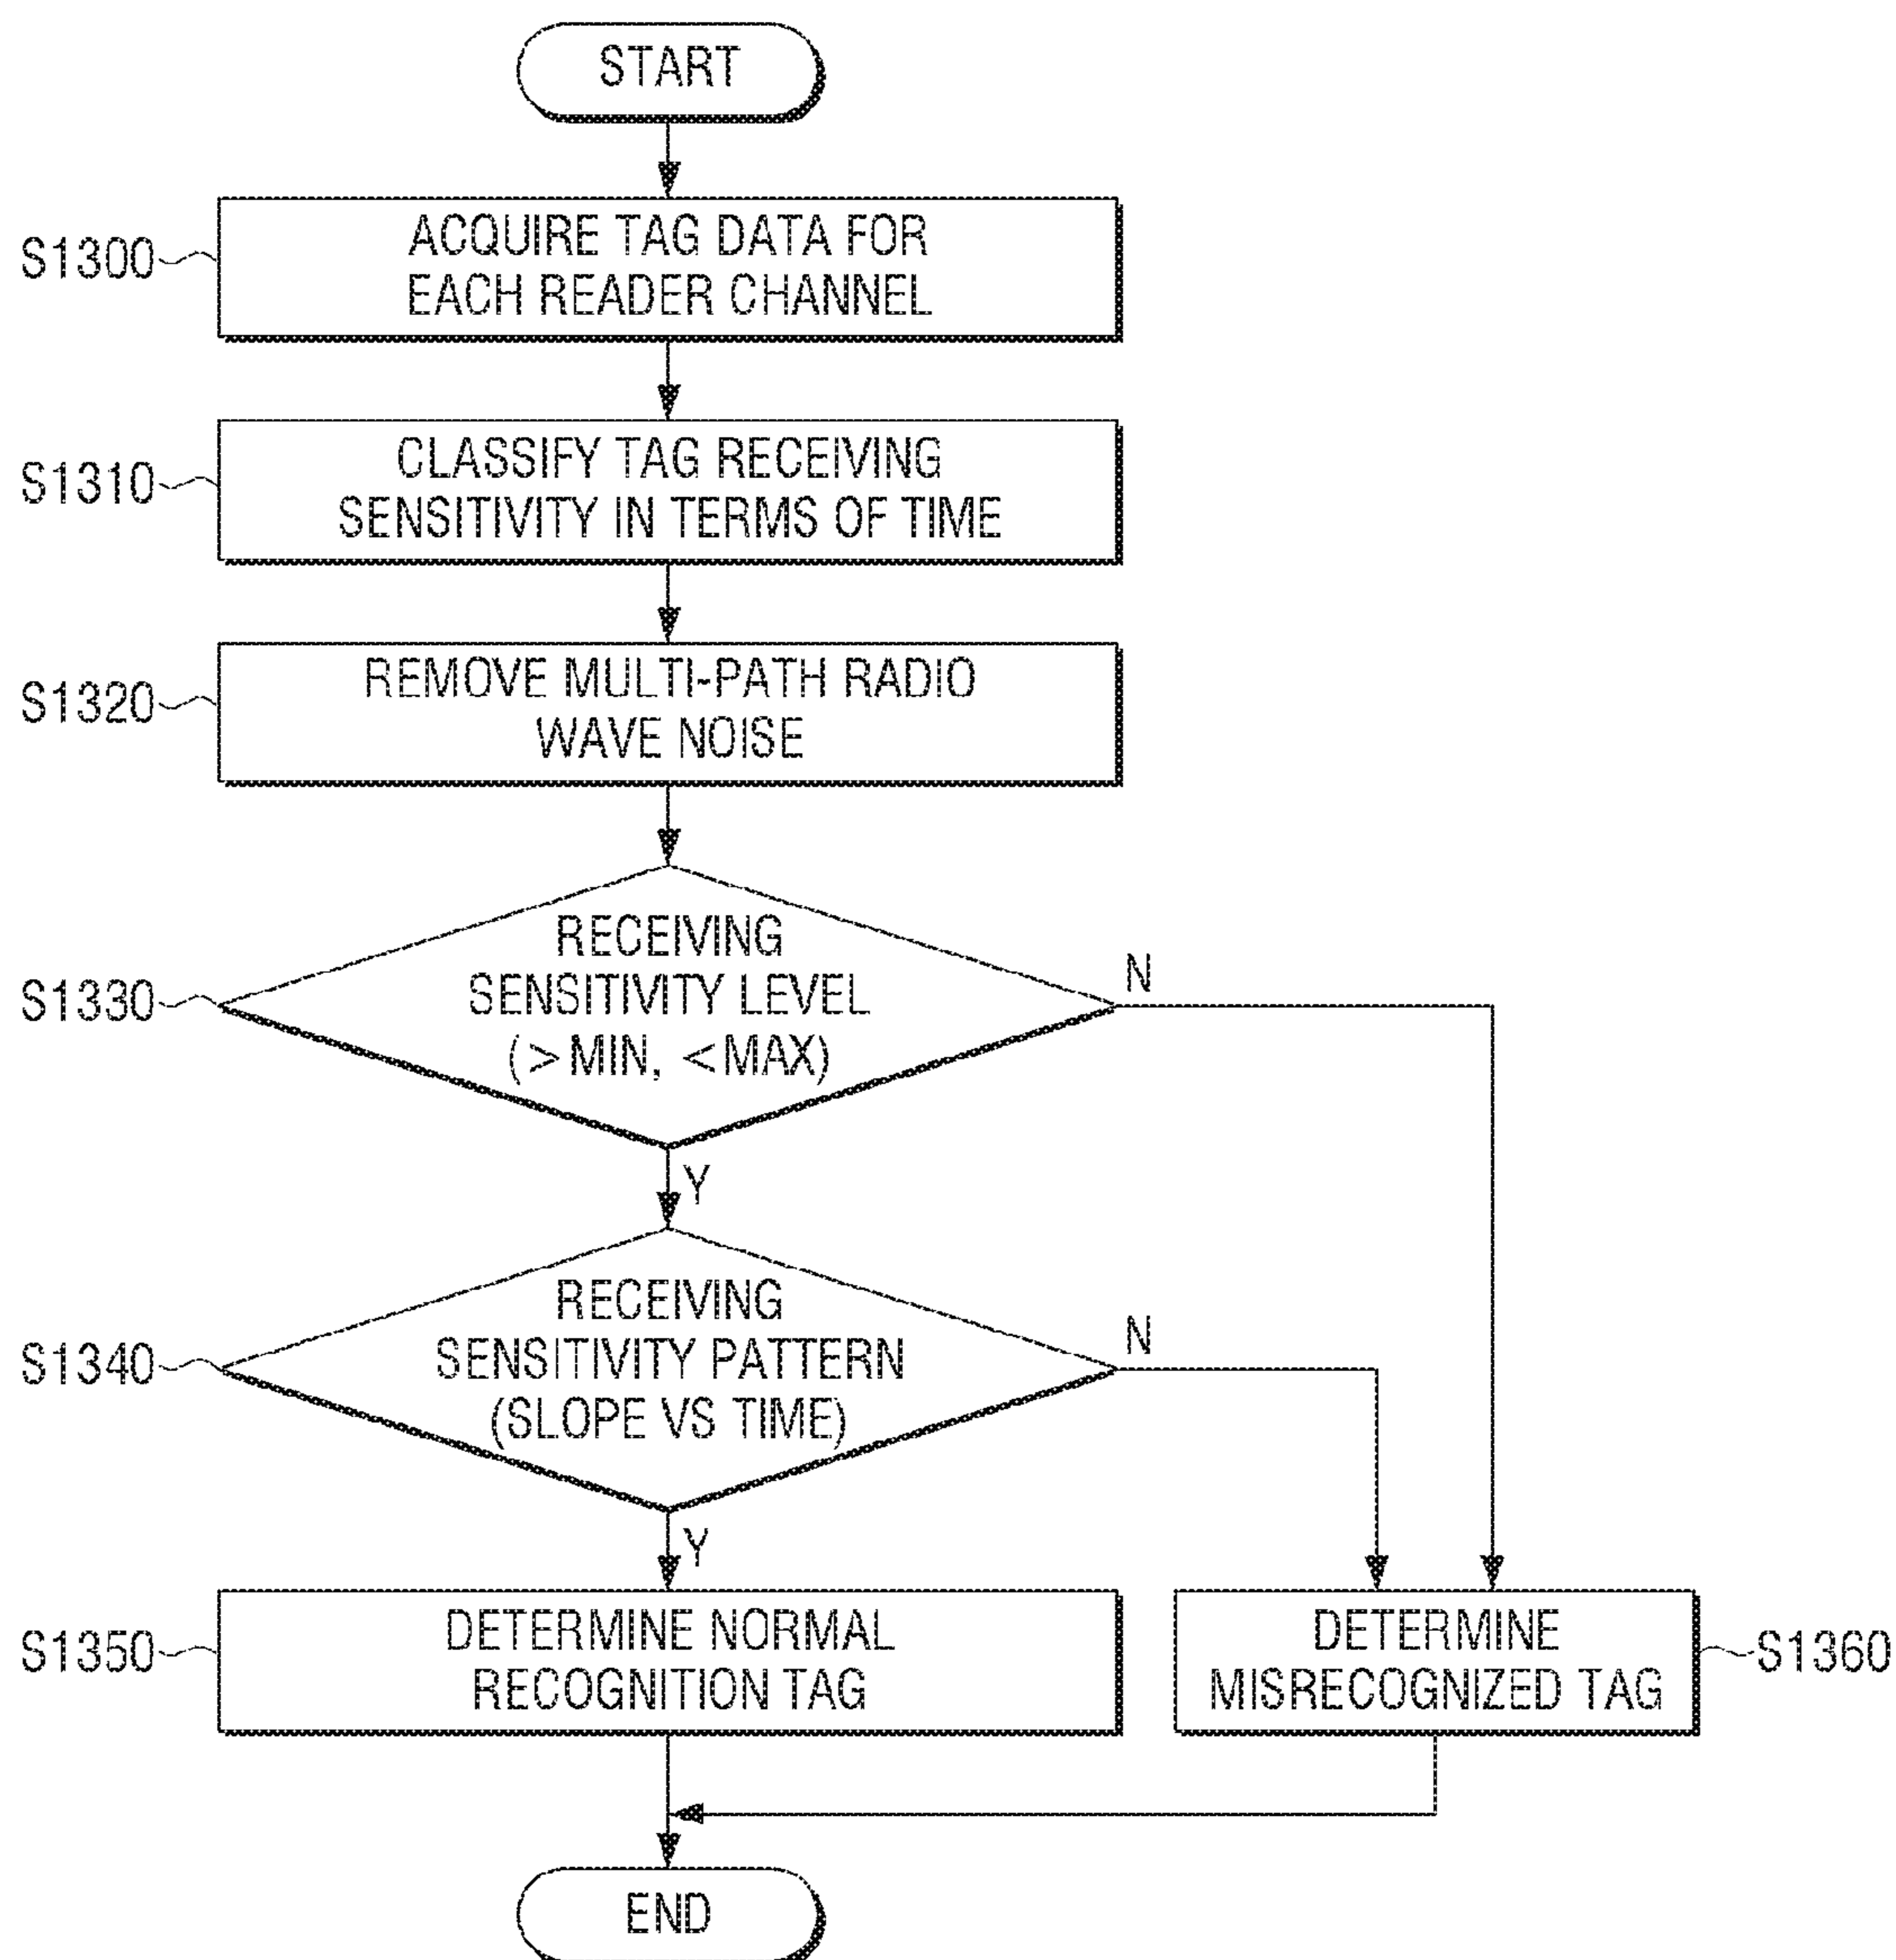 START
S1300
ACQUIRE TAG DATA FOR
EACH READER CHANNEL
S1310
CLASSIFY TAG RECEIVING
SENSITIVITY IN TERMS OF TIME
S1320
REMOVE MULTI-PATH RADIO
WAVE NOISE
S1330
RECEIVING
SENSITIVITY LEVEL
(>MIN, <MAX)
N
Y
S1340
RECEIVING
SENSITIVITY PATTERN
(SLOPE VS TIME)
N
Y
S1350
DETERMINE NORMAL
RECOGNITION TAG
DETERMINE
MISRECOGNIZED TAG
S1360
END